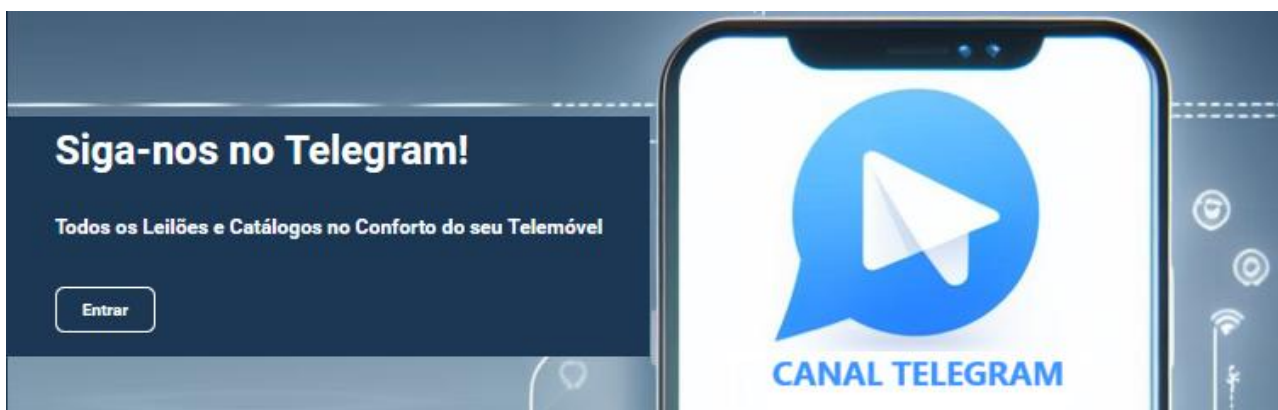 Siga-nos no Telegram!
Todos os Leilões e Catálogos no Conforto do seu Telemóvel
Entrar
CANAL TELEGRAM